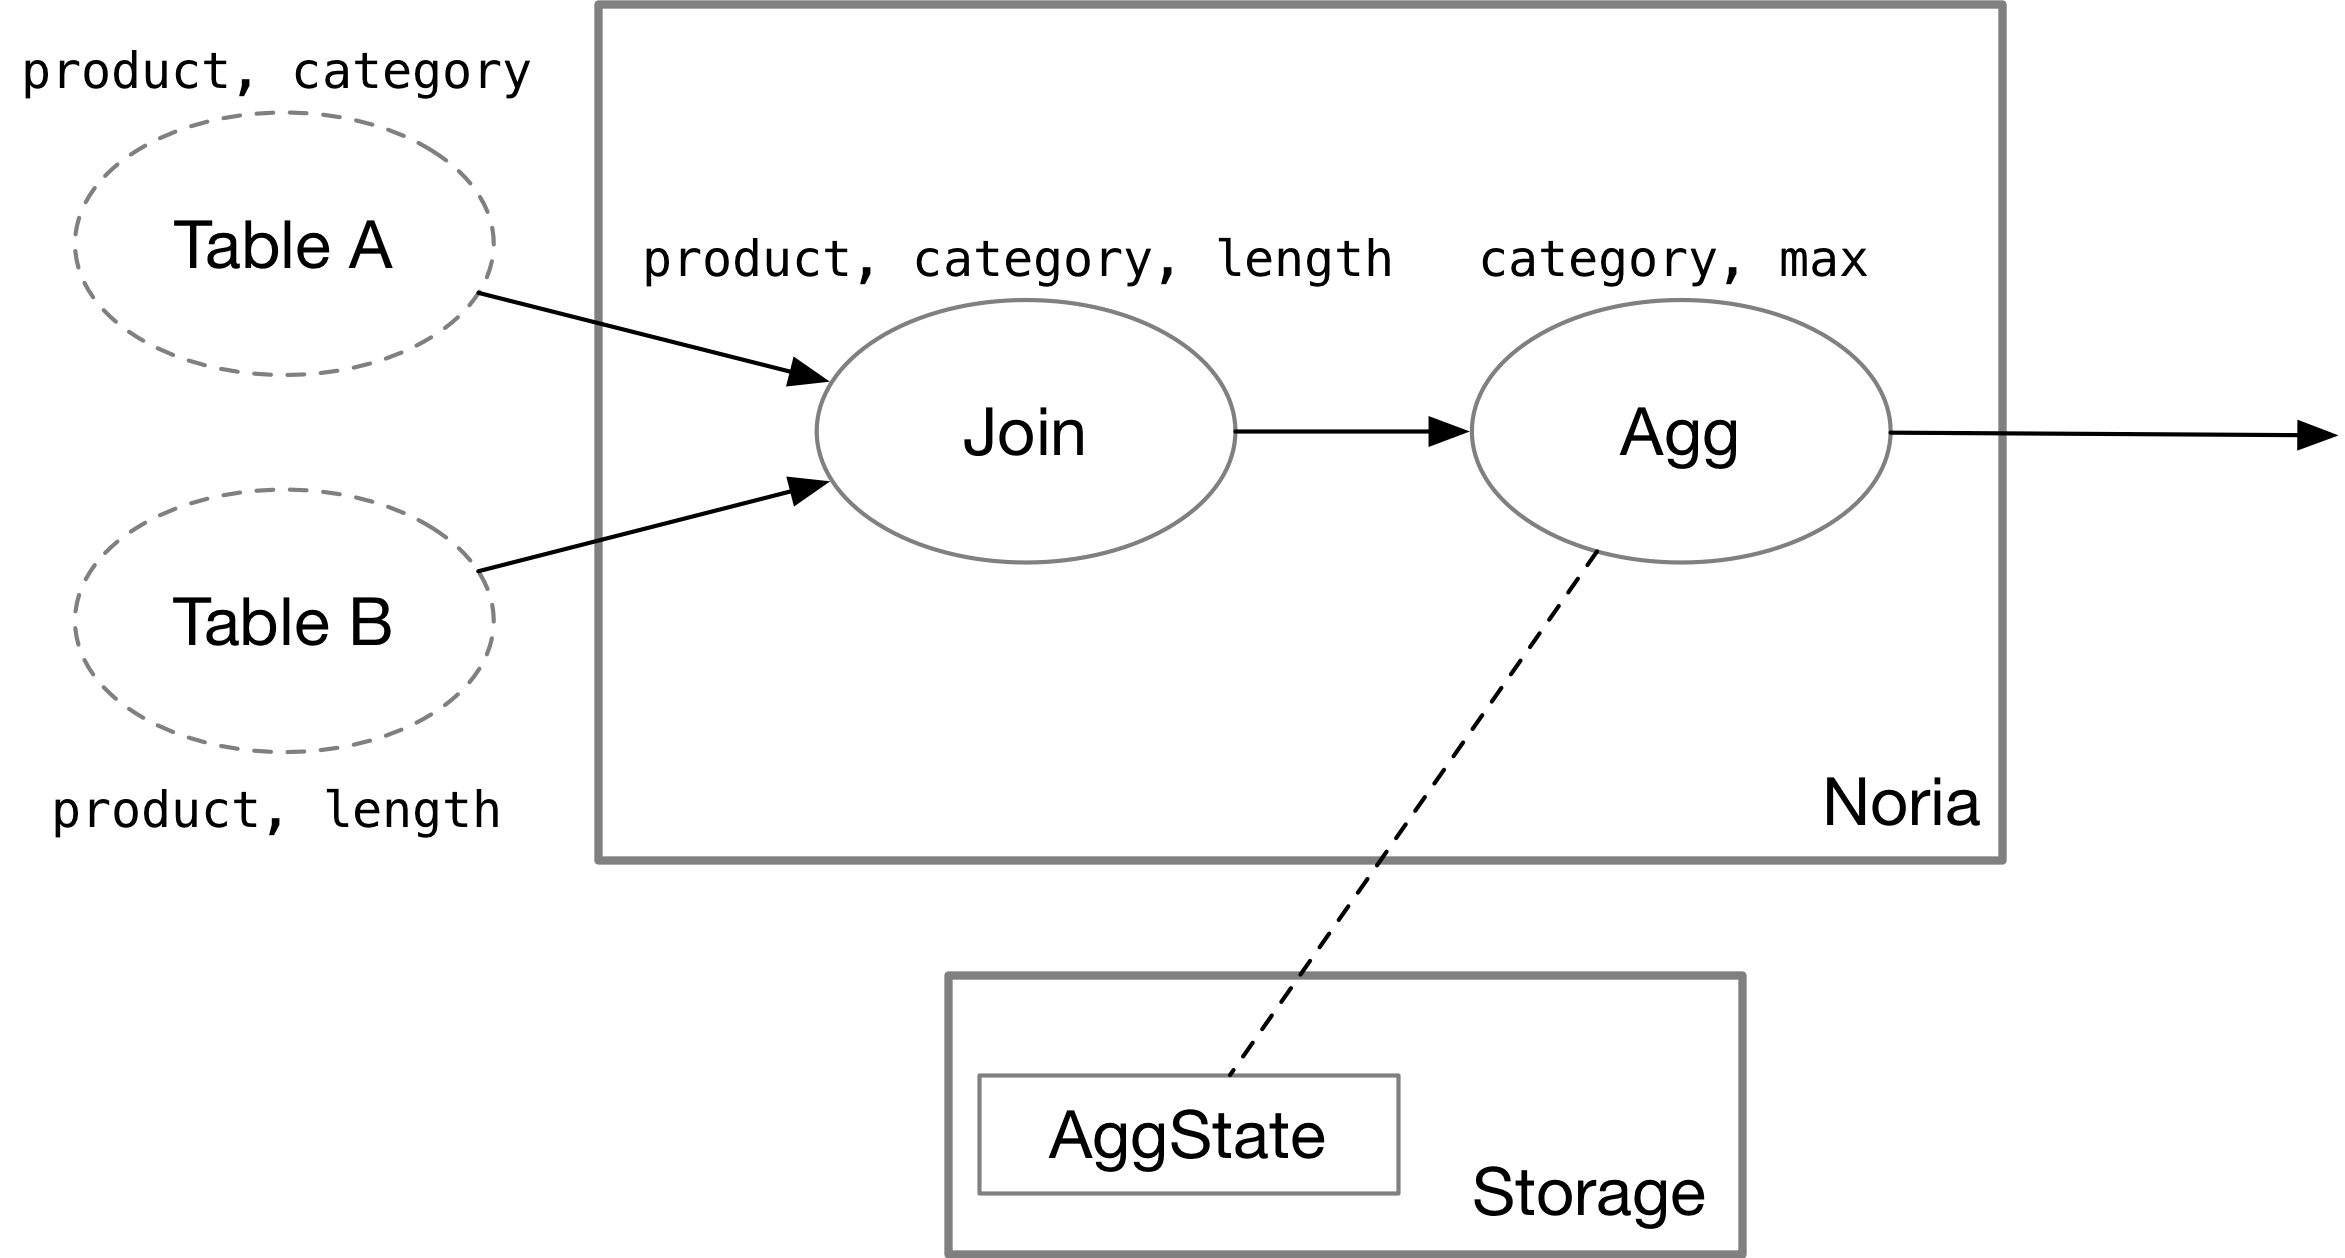 product, category
Table A
product, category, length
category, max
Join
Agg
Table B
product, length
Noria
AggState
Storage